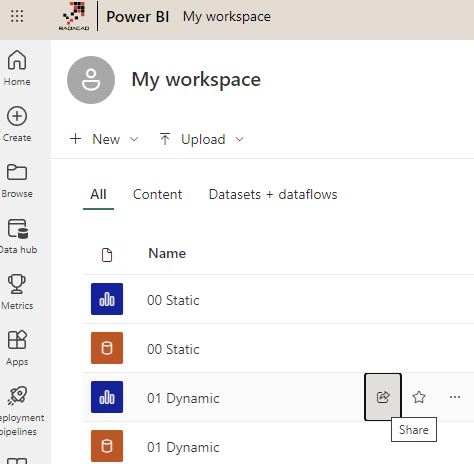 RADACAD Power BI My workspace
Home
My workspace
Create
New Upload
Browse
All Content Datasets + dataflows
Data hub
Name
Metrics
00 Static
Apps
00 Static
01 Dynamic
eployment
pipelines
Share
01 Dynamic